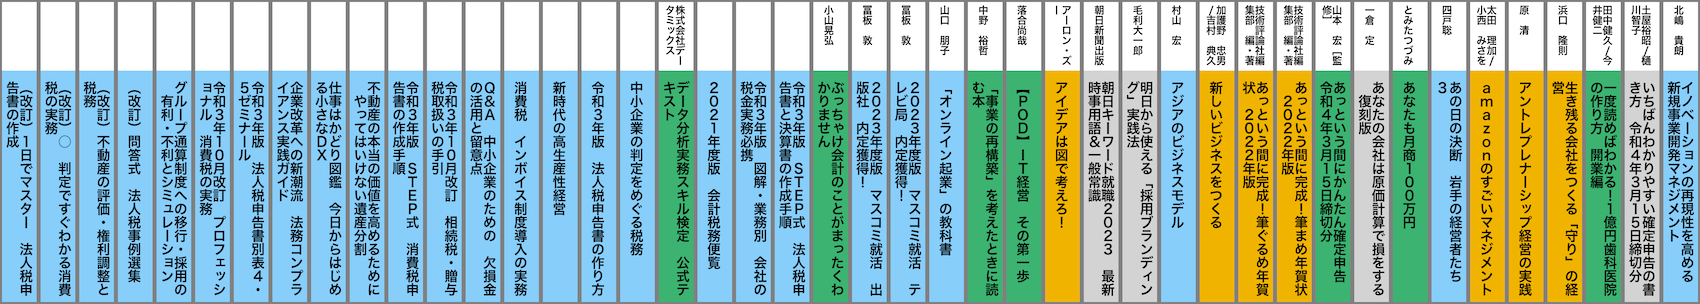 北嶋　貴朗
イノベーションの再現性を高める
新規事業開発マネジメント
土屋裕昭/樋
川智子
いちばんわかりやすい確定申告の書
き方　令和4年3月15日締切分
田中健久/今
井健二
一度読めばわかる！1億円歯科医院
の作り方　開業編
浜口　隆則
生き残る会社をつくる「守り」の経
営
原　清
アントレプレナーシップ経営の実践
太田　理加/
小西　みさを
amazonのすごいマネジメント
四戸聡
あの日の決断　岩手の経営者たち
3
とみたつづみ
あなたも月商100万円
一倉　定
あなたの会社は原価計算で損をする
　復刻版
山本　宏［監
修］
あっという間にかんたん確定申告
令和4年3月15日締切分
技術評論社編
集部　編・著
あっという間に完成！筆まめ年賀状
　2022年版
技術評論社編
集部　編・著
あっという間に完成！筆ぐるめ年賀
状　2022年版
加護野　忠男
/吉村　典久
新しいビジネスをつくる
村山　宏
アジアのビジネスモデル
毛利大一郎
明日から使える「採用ブランディン
グ」実践法
朝日新聞出版
朝日キーワード就職2023　最新
時事用語＆一般常識
アーロン・ズ
ー
アイデアは図で考えろ！
落合尚哉
【POD】IT経営　その第一歩
中野　裕哲
「事業の再構築」を考えたときに読
む本
山口　朋子
「オンライン起業」の教科書
冨板　敦
2023年度版　マスコミ就活　テ
レビ局　内定獲得！
冨板　敦
2023年度版　マスコミ就活　出
版社　内定獲得！
小山晃弘
ぶっちゃけ会計のことがまったくわ
かりません
令和3年版　STEP式　法人税申
告書と決算書の作成手順
令和3年版　図解・業務別　会社の
税金実務必携
2021年度版　会計税務便覧
株式会社デー
タミックス
データ分析実務スキル検定　公式テ
キスト
中小企業の判定をめぐる税務
令和3年版　法人税申告書の作り方
新時代の高生産性経営
消費税　インボイス制度導入の実務
Q＆A　中小企業のための　欠損金
の活用と留意点
令和3年10月改訂　相続税・贈与
税取扱いの手引
令和3年版　STEP式　消費税申
告書の作成手順
不動産の本当の価値を高めるために
　やってはいけない遺産分割
仕事はかどり図鑑　今日からはじめ
る小さなDX
企業改革への新潮流　法務コンプラ
イアンス実践ガイド
令和3年版　法人税申告書別表4・
5ゼミナール
令和3年10月改訂　プロフェッシ
ョナル　消費税の実務
グループ通算制度への移行・採用の
　有利・不利とシミュレーション
（改訂）　問答式　法人税事例選集
（改訂）不動産の評価・権利調整と
税務
（改訂）◯　判定ですぐわかる消費
税の実務
（改訂）1日でマスター　法人税申
告書の作成